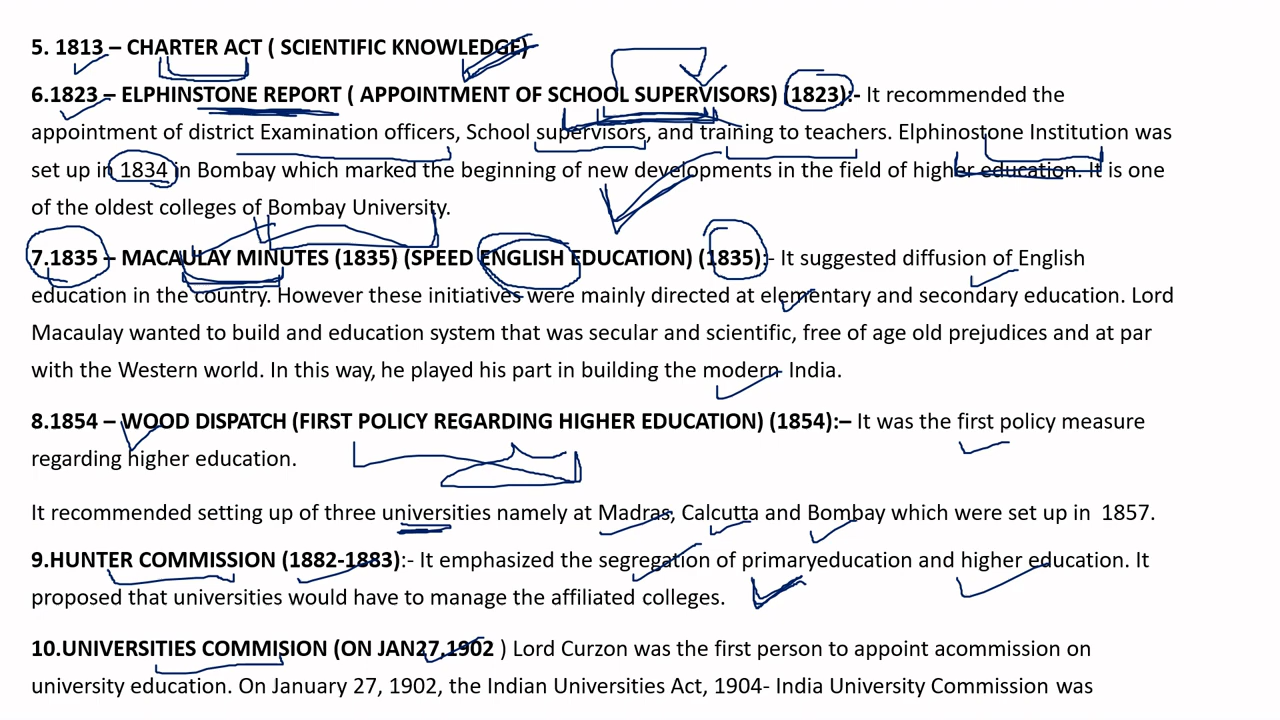 5. 1813 – CHARTER ACT ( SCIENTIFIC KNOWLEDGE)
6.1823 – ELPHINSTONE REPORT ( APPOINTMENT OF SCHOOL SUPERVISORS) (1823):- It recommended the
appointment of district Examination officers, School supervisors, and training to teachers. Elphinostone Institution was
set up in 1834 in Bombay which marked the beginning of new developments in the field of higher education. It is one
of the oldest colleges of Bombay University.
7.1835 – MACAULAY MINUTES (1835) (SPEED ENGLISH EDUCATION) (1835):- It suggested diffusion of English
education in the country. However these initiatives were mainly directed at elementary and secondary education. Lord
Macaulay wanted to build and education system that was secular and scientific, free of age old prejudices and at par
with the Western world. In this way, he played his part in building the modern India.
8.1854 – WOOD DISPATCH (FIRST POLICY REGARDING HIGHER EDUCATION) (1854):– It was the first policy measure
regarding higher education.
It recommended setting up of three universities namely at Madras, Calcutta and Bombay which were set up in 1857.
9.HUNTER COMMISSION (1882-1883):- It emphasized the segregation of primaryeducation and higher education. It
proposed that universities would have to manage the affiliated colleges.
10.UNIVERSITIES COMMISION (ON JAN27,1902 ) Lord Curzon was the first person to appoint acommission on
university education. On January 27, 1902, the Indian Universities Act, 1904- India University Commission was